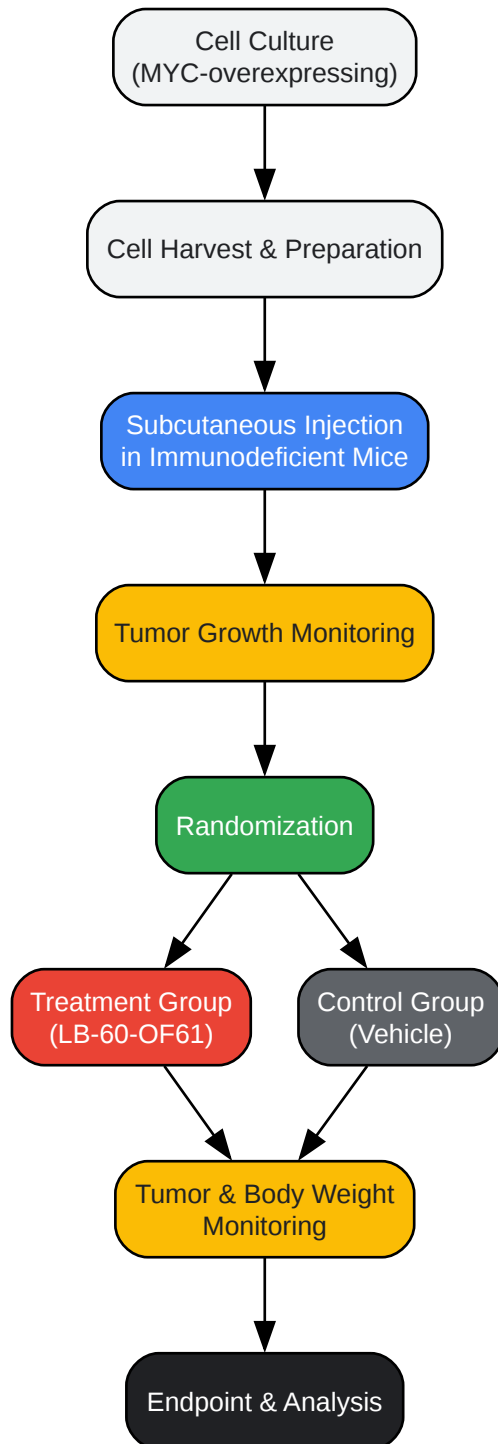 Cell Culture
(MYC-overexpressing)
Cell Harvest & Preparation
Subcutaneous Injection
in Immunodeficient Mice
Tumor Growth Monitoring
Randomization
Treatment Group
(LB-60-OF61)
Control Group
(Vehicle)
Tumor & Body Weight
Monitoring
Endpoint & Analysis